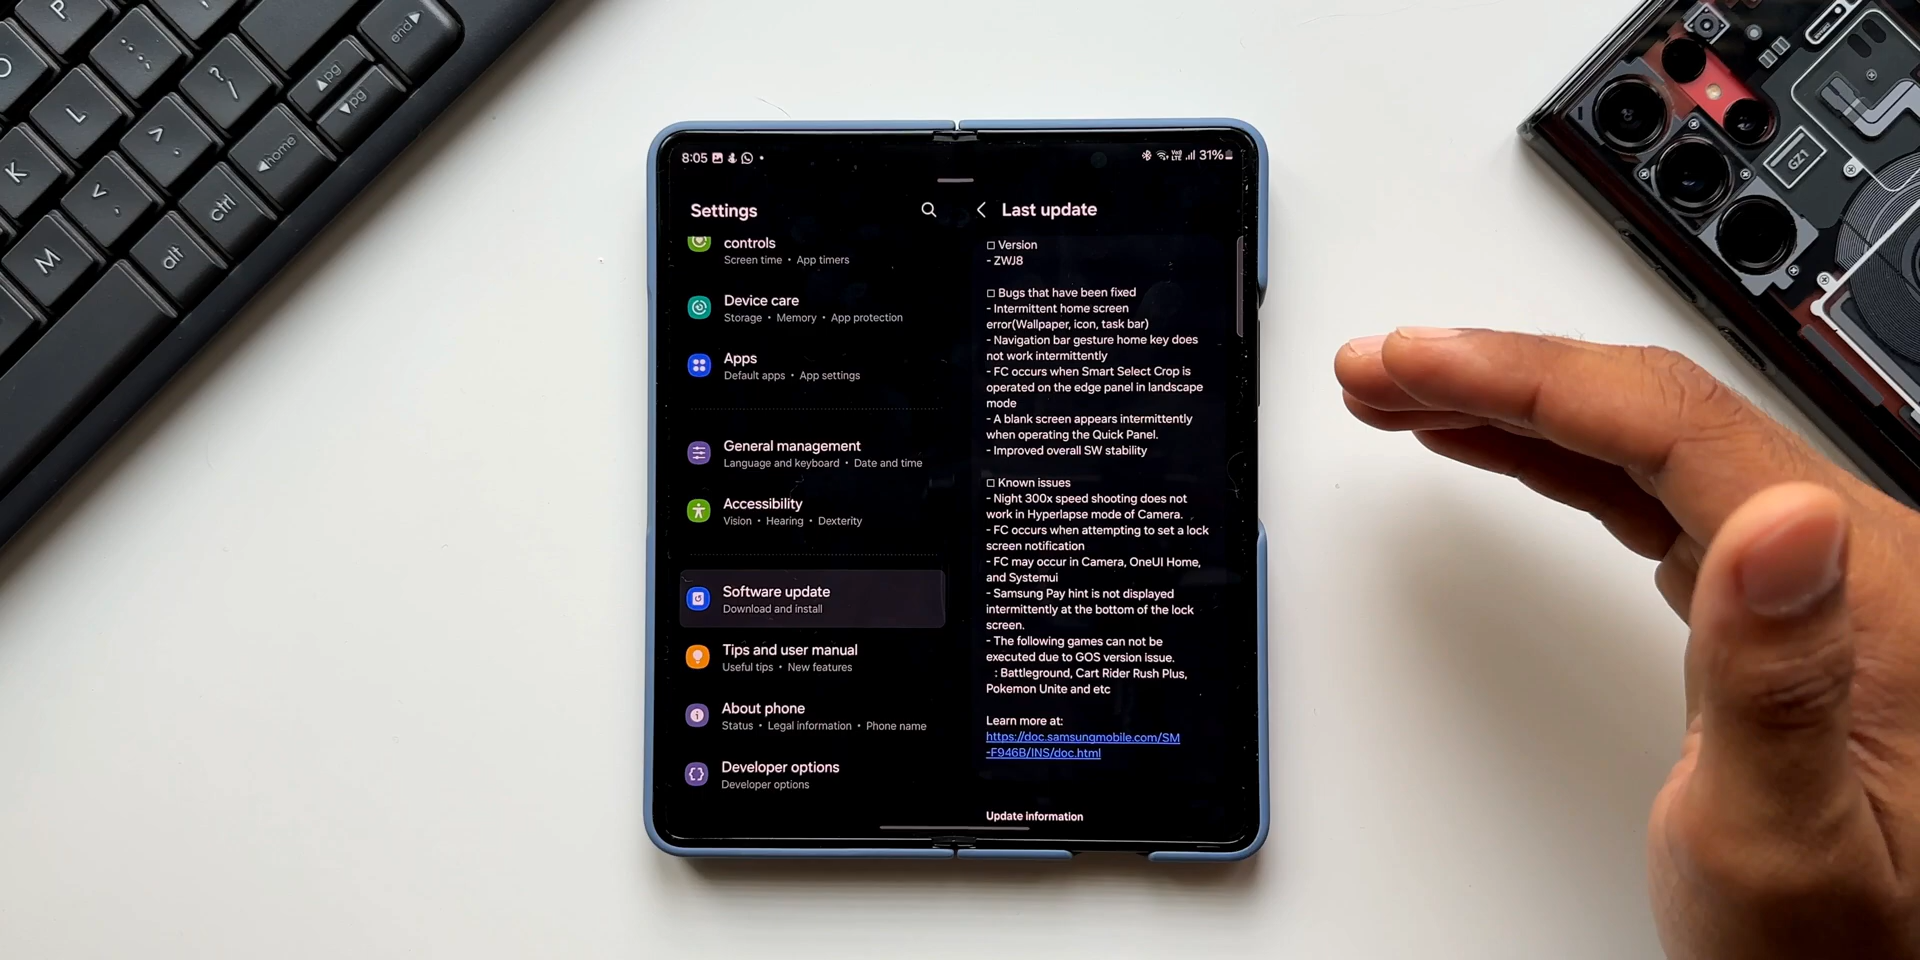 P
end
O
?
pg
L
pg
^
home
K
<
ctrl
M
alt
GZ1
8:05
31%
Settings
controls
Screen time • App timers
Device care
Storage • Memory • App protection
Apps
Default apps • App settings
General management
Language and keyboard • Date and time
Accessibility
Vision • Hearing • Dexterity
Software update
Download and install
Tips and user manual
Useful tips • New features
About phone
Status • Legal information • Phone name
Developer options
Developer options
Last update
□ Version
- ZWJ8
□ Bugs that have been fixed
- Intermittent home screen
error(Wallpaper, icon, task bar)
- Navigation bar gesture home key does
not work intermittently
- FC occurs when Smart Select Crop is
operated on the edge panel in landscape
mode
- A blank screen appears intermittently
when operating the Quick Panel.
- Improved overall SW stability
□ Known issues
- Night 300x speed shooting does not
work in Hyperlapse mode of Camera.
- FC occurs when attempting to set a lock
screen notification
- FC may occur in Camera, OneUI Home,
and Systemui
- Samsung Pay hint is not displayed
intermittently at the bottom of the lock
screen.
- The following games can not be
executed due to GOS version issue.
: Battleground, Cart Rider Rush Plus,
Pokemon Unite and etc
Learn more at:
https://doc.samsungmobile.com/SM
-F946B/INS/doc.html
Update information